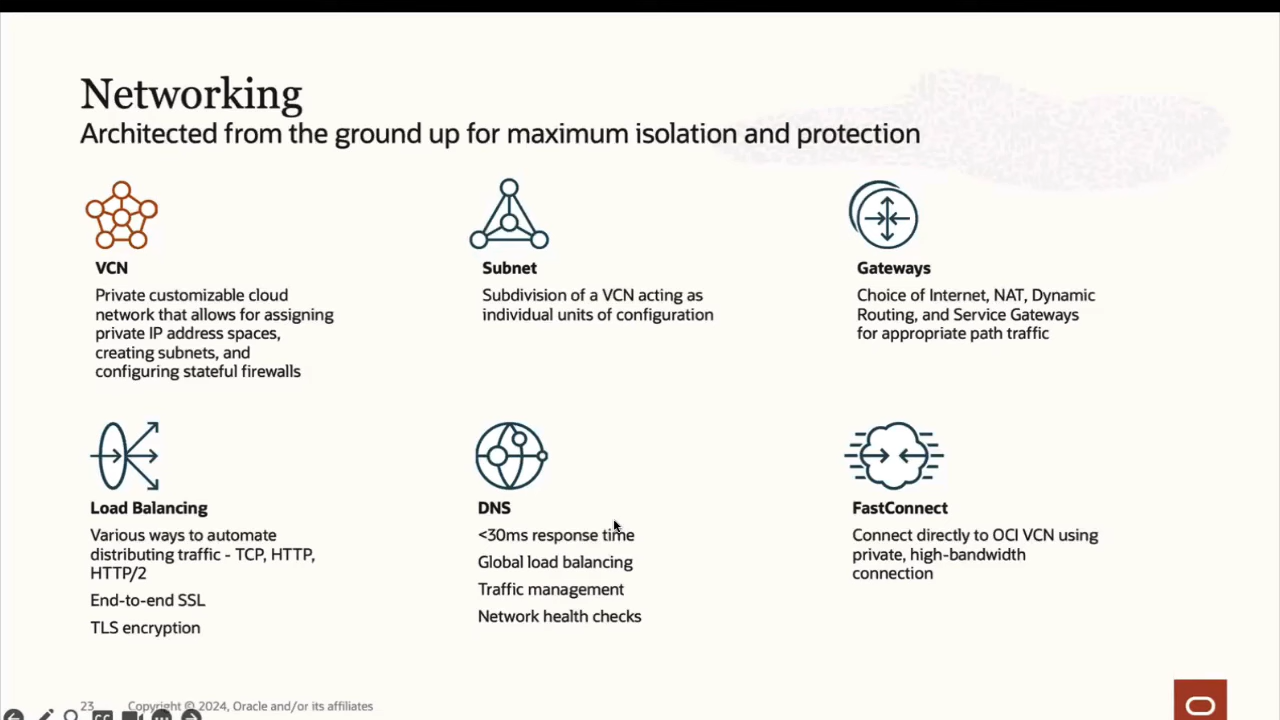 Networking
Architected from the ground up for maximum isolation and protection
VCN
Private customizable cloud
network that allows for assigning
private IP address spaces,
creating subnets, and
configuring stateful firewalls
Subnet
Subdivision of a VCN acting as
individual units of configuration
Gateways
Choice of Internet, NAT, Dynamic
Routing, and Service Gateways
for appropriate path traffic
Load Balancing
Various ways to automate
distributing traffic - TCP, HTTP,
HTTP/2
End-to-end SSL
TLS encryption
DNS
<30ms response time
Global load balancing
Traffic management
Network health checks
FastConnect
Connect directly to OCI VCN using
private, high-bandwidth
connection
23 Copyright © 2024, Oracle and/or its affiliates
CC